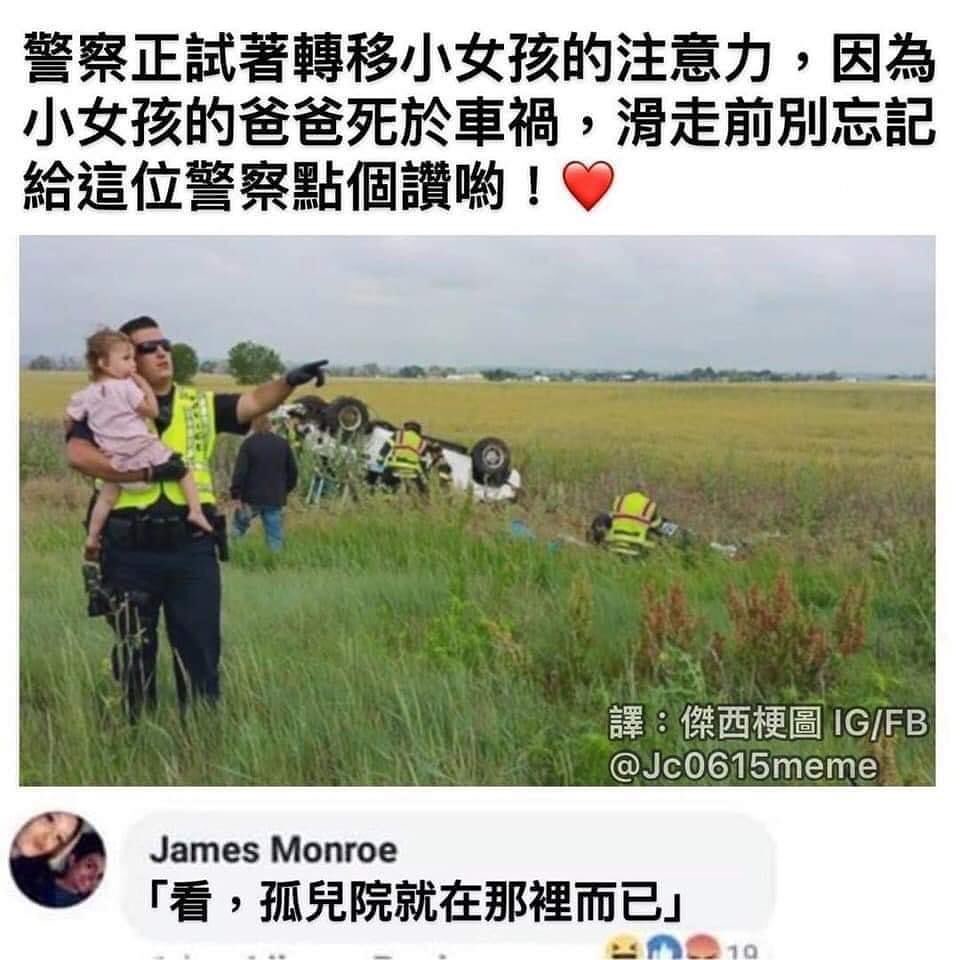 警察正試著轉移小女孩的注意力，因為
小女孩的爸爸死於車禍，滑走前別忘記
給這位警察點個讚喲！❤️
譯：傑西梗圖 IG/FB
@Jc0615meme
James Monroe
「看，孤兒院就在那裡而已」
19